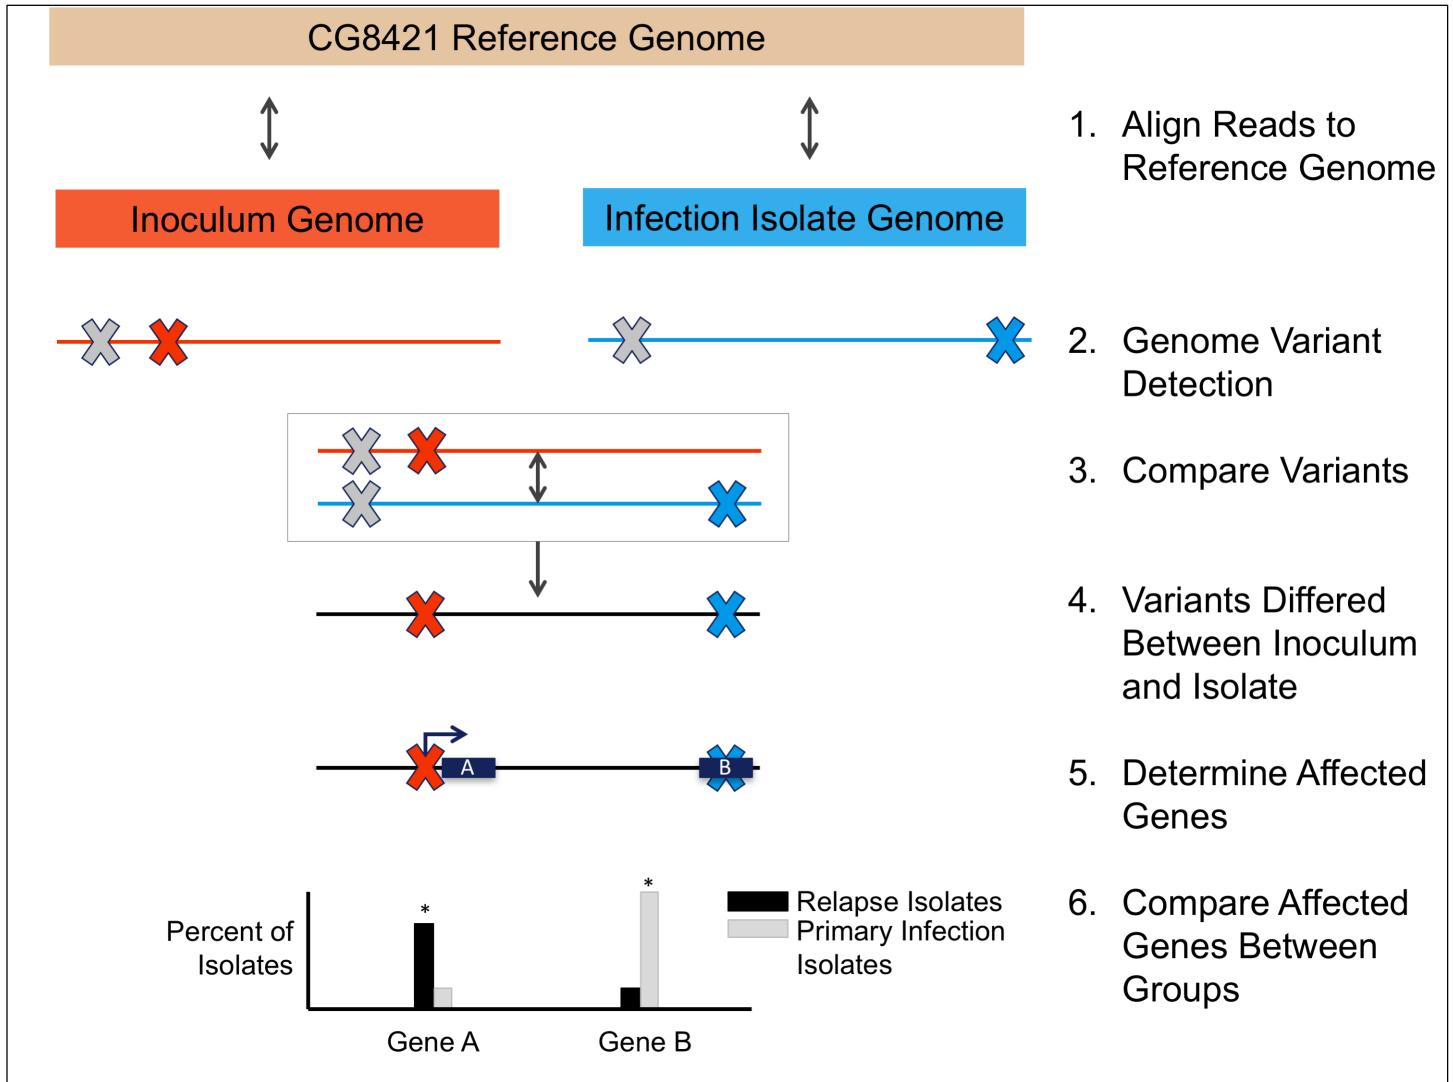 CG8421 Reference Genome
1. Align Reads to
Reference Genome
Inoculum Genome
Infection Isolate Genome
2. Genome Variant
Detection
3. Compare Variants
4. Variants Differed
Between Inoculum
and Isolate
A
B
5. Determine Affected
Genes
*
*
Percent of
Isolates
Relapse Isolates
Primary Infection
Isolates
Gene A
Gene B
6. Compare Affected
Genes Between
Groups